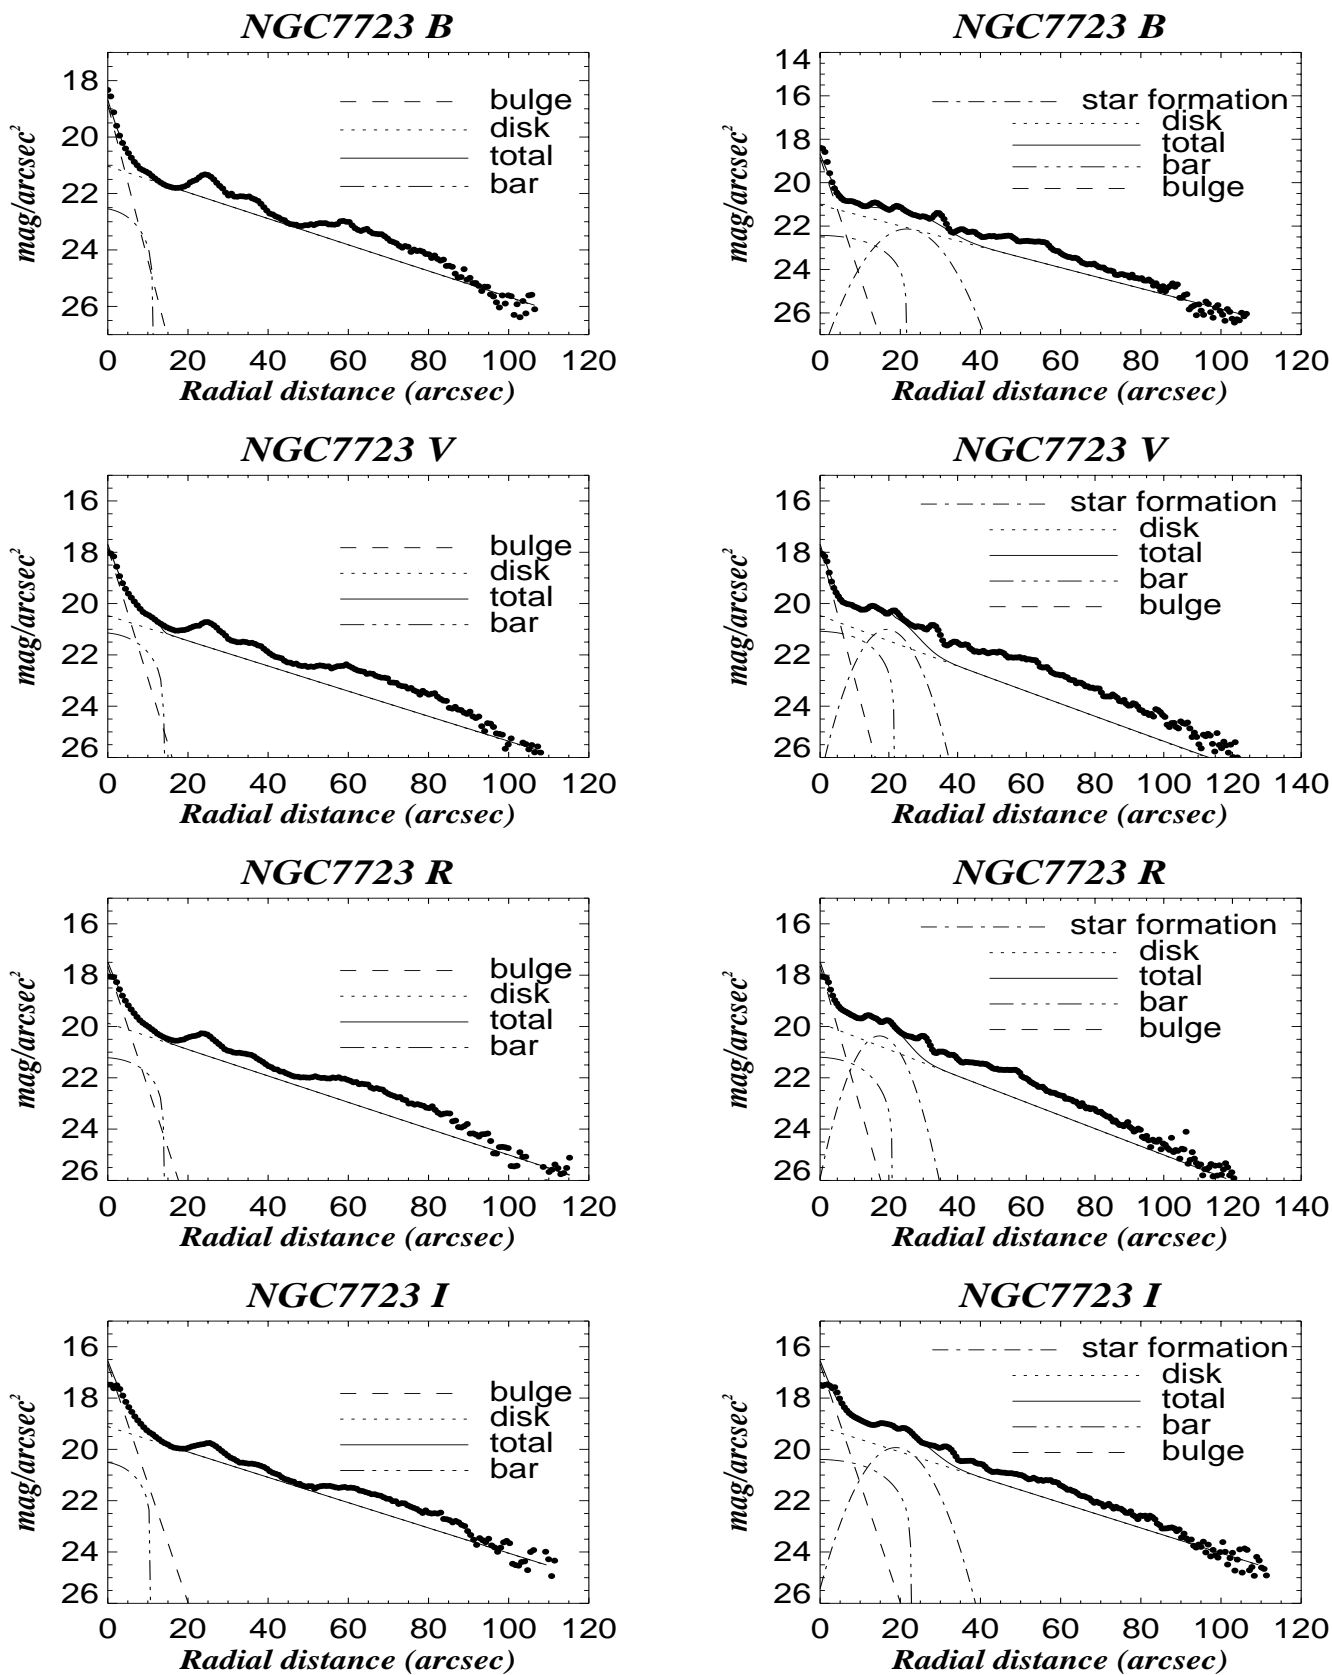 NGC7723 B
18
20
22
24
26
mag/arcsec²
bulge
disk
total
bar
0 20 40 60 80 100 120
Radial distance (arcsec)
NGC7723 B
14
16
18
20
22
24
26
mag/arcsec²
star formation
disk
total
bar
bulge
0 20 40 60 80 100 120
Radial distance (arcsec)
NGC7723 V
16
18
20
22
24
26
mag/arcsec²
bulge
disk
total
bar
0 20 40 60 80 100 120
Radial distance (arcsec)
NGC7723 V
16
18
20
22
24
26
mag/arcsec²
star formation
disk
total
bar
bulge
0 20 40 60 80 100 120 140
Radial distance (arcsec)
NGC7723 R
16
18
20
22
24
26
mag/arcsec²
bulge
disk
total
bar
0 20 40 60 80 100 120
Radial distance (arcsec)
NGC7723 R
16
18
20
22
24
26
mag/arcsec²
star formation
disk
total
bar
bulge
0 20 40 60 80 100 120 140
Radial distance (arcsec)
NGC7723 I
16
18
20
22
24
26
mag/arcsec²
bulge
disk
total
bar
0 20 40 60 80 100 120
Radial distance (arcsec)
NGC7723 I
16
18
20
22
24
26
mag/arcsec²
star formation
disk
total
bar
bulge
0 20 40 60 80 100 120
Radial distance (arcsec)